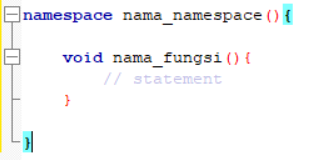 namespace nama_namespace(){
void nama_fungsi(){
// statement
}
}